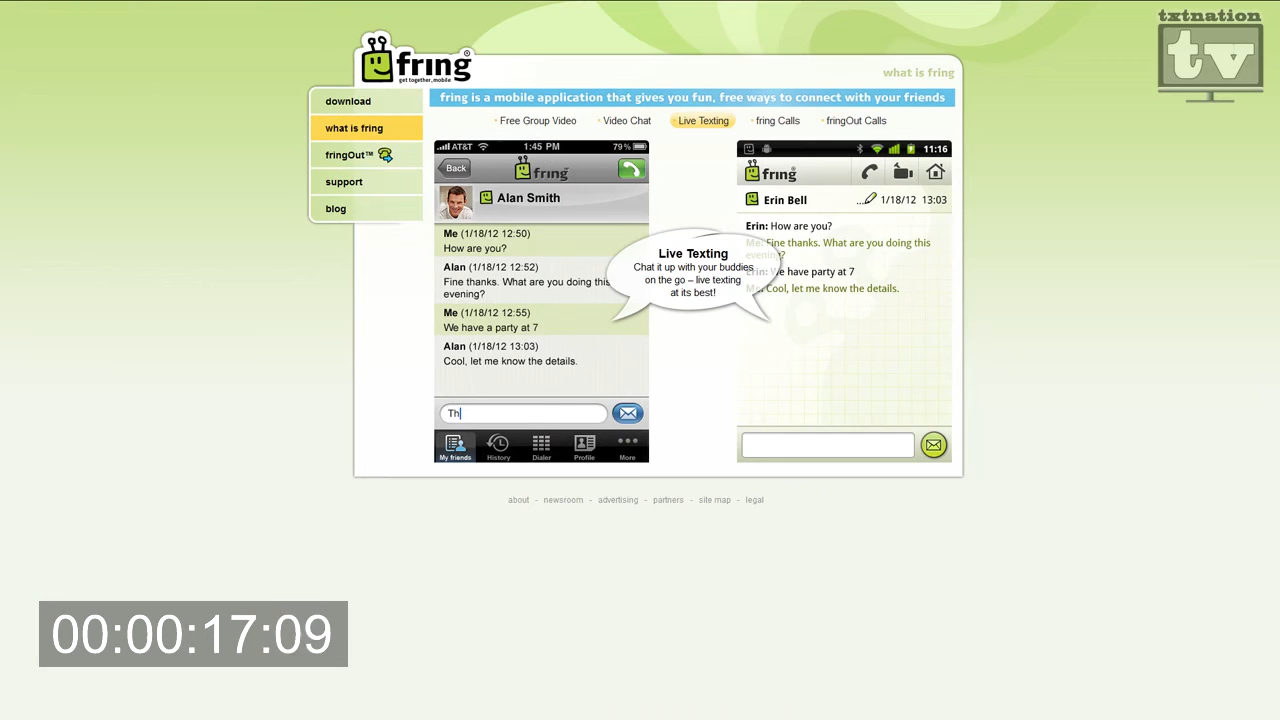 txtnation
tv
fring®
get together, mobile
what is fring
download
what is fring
fringOut™
support
blog
fring is a mobile application that gives you fun, free ways to connect with your friends
Free Group Video
Video Chat
Live Texting
fring Calls
fringOut Calls
AT&T 1:45 PM 79%
Back
fring
Alan Smith
Me (1/18/12 12:50)
How are you?
Alan (1/18/12 12:52)
Fine thanks. What are you doing this
evening?
Me (1/18/12 12:55)
We have a party at 7
Alan (1/18/12 13:03)
Cool, let me know the details.
Th
My friends History Dialer Profile More
Live Texting
Chat it up with your buddies
on the go – live texting
at its best!
11:16
fring
Erin Bell ... 1/18/12 13:03
Erin: How are you?
Me: Fine thanks. What are you doing this
evening?
Erin: We have party at 7
Me: Cool, let me know the details.
about - newsroom - advertising - partners - site map - legal
00:00:17:09